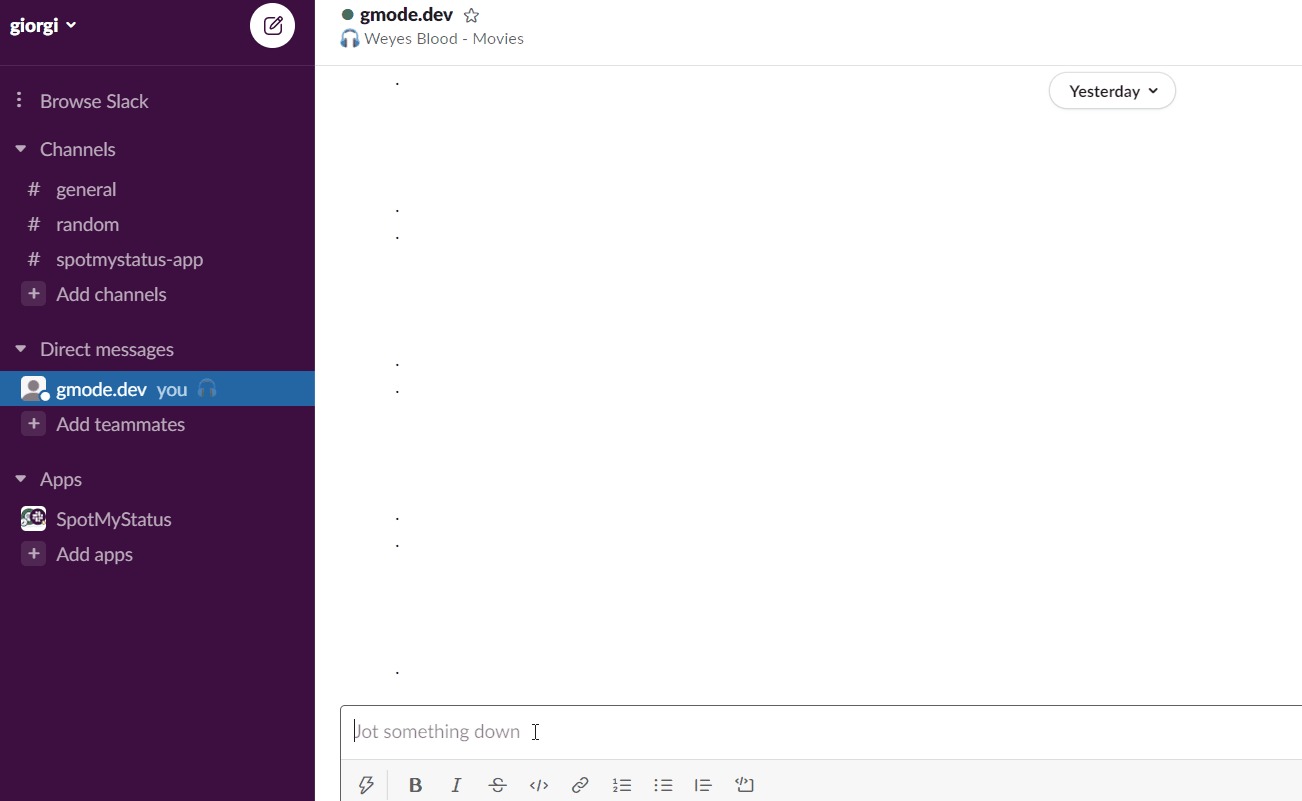 giorgi
gmode.dev
Weyes Blood - Movies
Browse Slack
Yesterday
Channels
# general
# random
# spotmystatus-app
+ Add channels
Direct messages
gmode.dev you
+ Add teammates
Apps
SpotMyStatus
+ Add apps
.
.
.
.
.
.
.
.
Jot something down
B I S </>